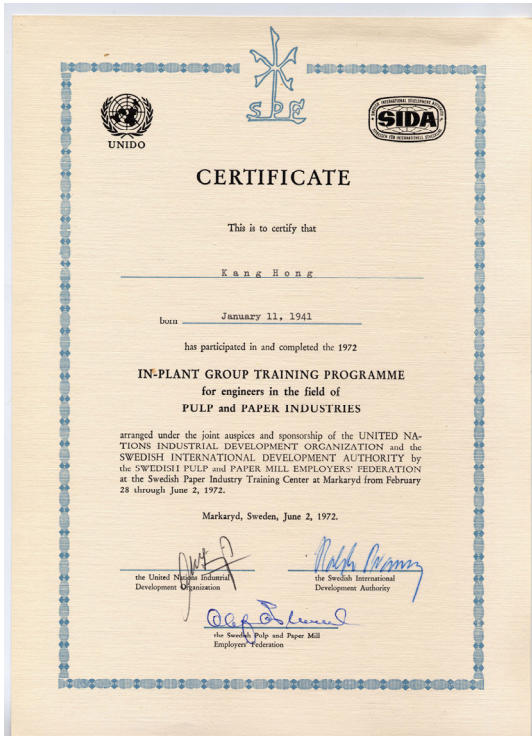 SPE
UNIDO
SWEDISH INTERNATIONAL DEVELOPMENT AUTHORITY
SIDA
CERTIFICATE
This is to certify that
Kang Hong
born January 11, 1941
has participated in and completed the 1972
IN-PLANT GROUP TRAINING PROGRAMME
for engineers in the field of
PULP and PAPER INDUSTRIES
arranged under the joint auspices and sponsorship of the UNITED NA-
TIONS INDUSTRIAL DEVELOPMENT ORGANIZATION and the
SWEDISH INTERNATIONAL DEVELOPMENT AUTHORITY by
the SWEDISH PULP and PAPER MILL EMPLOYERS' FEDERATION
at the Swedish Paper Industry Training Center at Markaryd from February
28 through June 2, 1972.
Markaryd, Sweden, June 2, 1972.
the United Nations Industrial
Development Organization
the Swedish International
Development Authority
the Swedish Pulp and Paper Mill
Employers' Federation